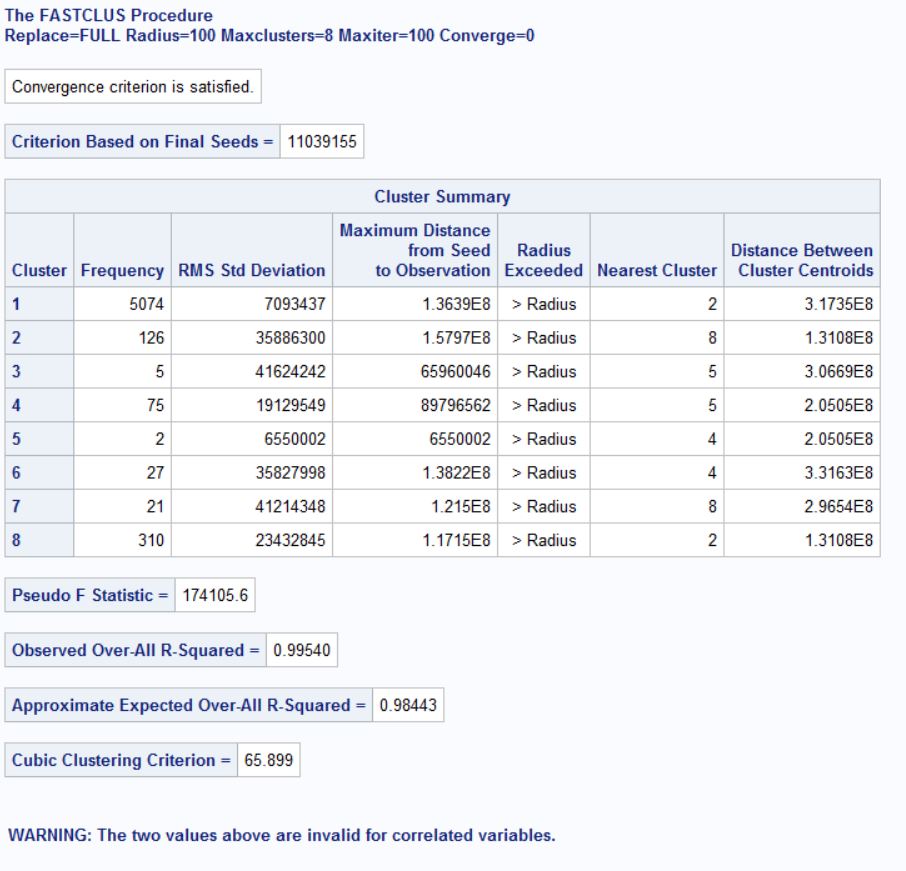 The FASTCLUS Procedure
Replace=FULL Radius=100 Maxclusters=8 Maxiter=100 Converge=0
Convergence criterion is satisfied.
Criterion Based on Final Seeds = 11039155
Cluster Summary
Cluster Frequency RMS Std Deviation Maximum Distance from Seed to Observation Radius Exceeded Nearest Cluster Distance Between Cluster Centroids
1 5074 7093437 1.3639E8 > Radius 2 3.1735E8
2 126 35886300 1.5797E8 > Radius 8 1.3108E8
3 5 41624242 65960046 > Radius 5 3.0669E8
4 75 19129549 89796562 > Radius 5 2.0505E8
5 2 6550002 6550002 > Radius 4 2.0505E8
6 27 35827998 1.3822E8 > Radius 4 3.3163E8
7 21 41214348 1.215E8 > Radius 8 2.9654E8
8 310 23432845 1.1715E8 > Radius 2 1.3108E8
Pseudo F Statistic = 174105.6
Observed Over-All R-Squared = 0.99540
Approximate Expected Over-All R-Squared = 0.98443
Cubic Clustering Criterion = 65.899
WARNING: The two values above are invalid for correlated variables.